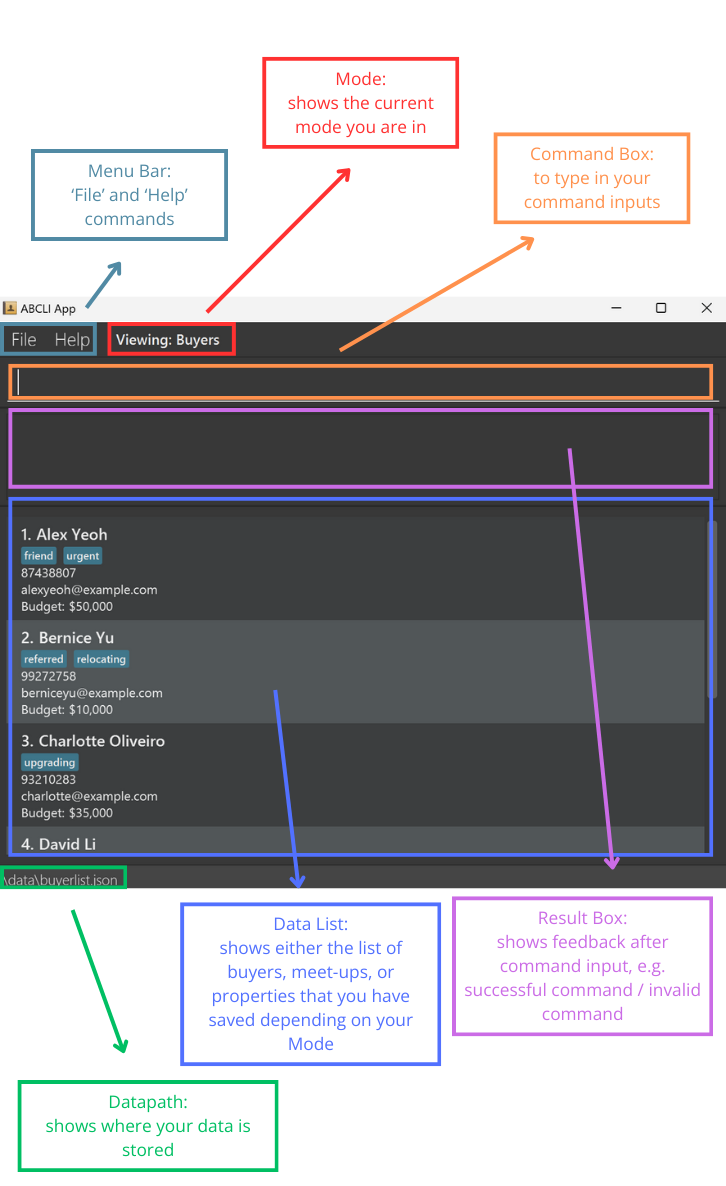 Mode:
shows the current
mode you are in
Command Box:
to type in your
command inputs
Menu Bar:
‘File’ and ‘Help’
commands
ABCLI App
File Help Viewing: Buyers
1. Alex Yeoh
friend urgent
87438807
alexyeoh@example.com
Budget: $50,000
2. Bernice Yu
referred relocating
99272758
berniceyu@example.com
Budget: $10,000
3. Charlotte Oliveiro
upgrading
93210283
charlotte@example.com
Budget: $35,000
4. David Li
\data\buyerlist.json
Data List:
shows either the list of
buyers, meet-ups, or
properties that you have
saved depending on your
Mode
Result Box:
shows feedback after
command input, e.g.
successful command / invalid
command
Datapath:
shows where your data is
stored